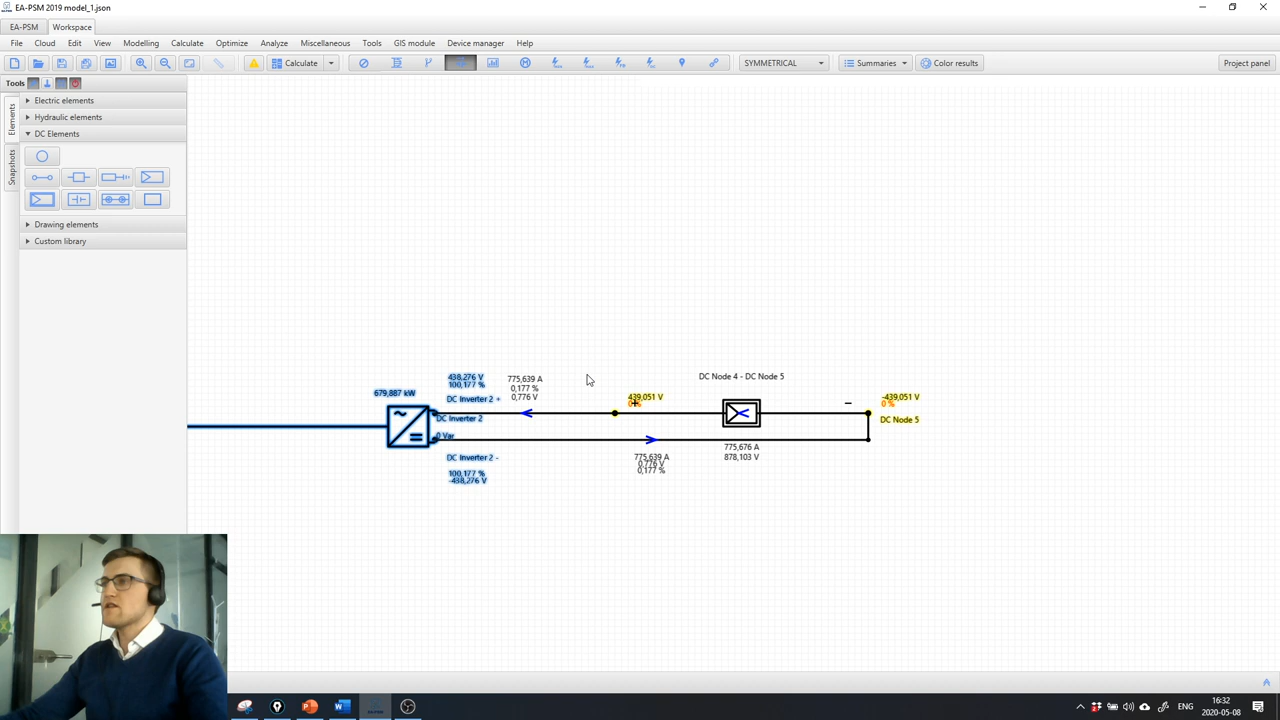 EA-PSM 2019 model_1.json
EA-PSM
Workspace
File
Cloud
Edit
View
Modelling
Calculate
Optimize
Analyze
Miscellaneous
Tools
GIS module
Device manager
Help
Calculate
SYMMETRICAL
Summaries
Color results
Project panel
Tools
Elements
Snapshots
Electric elements
Hydraulic elements
DC Elements
Drawing elements
Custom library
679,887 kW
438,276 V
100,177 %
DC Inverter 2 +
DC Inverter 2
0 Var
DC Inverter 2 -
100,177 %
-438,276 V
775,639 A
0,177 %
0,776 V
439,051 V
0 %
+
775,639 A
0,776 V
0,177 %
DC Node 4 - DC Node 5
775,676 A
878,103 V
−
-439,051 V
0 %
DC Node 5
ENG
16:32
2020-05-08